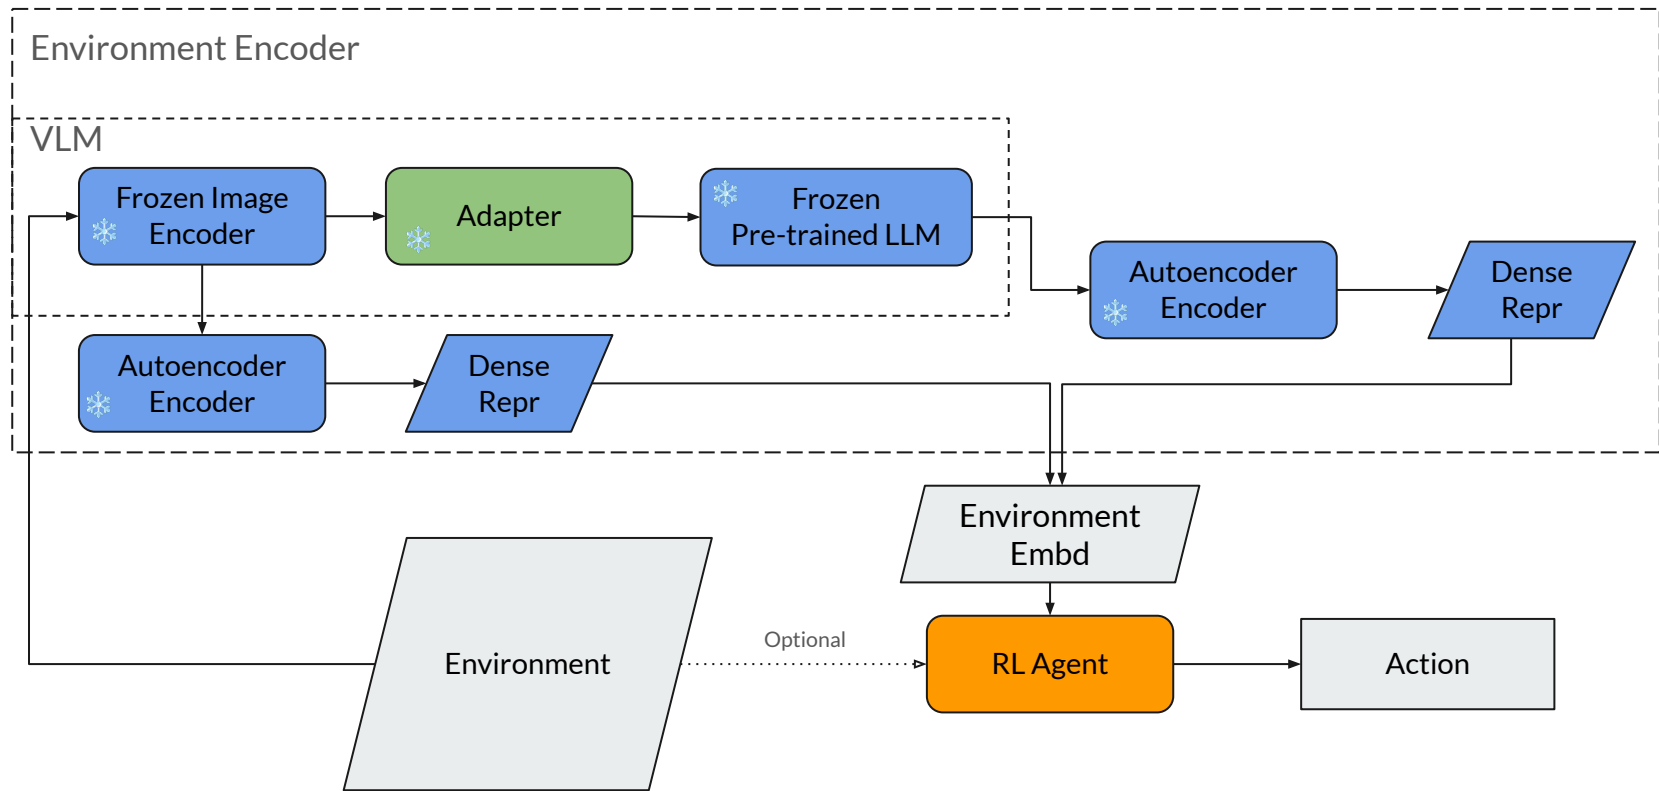 Environment Encoder
VLM
Frozen Image
Encoder
Adapter
Frozen
Pre-trained LLM
Autoencoder
Encoder
Dense
Repr
Autoencoder
Encoder
Dense
Repr
Environment
Embd
Environment
Optional
RL Agent
Action